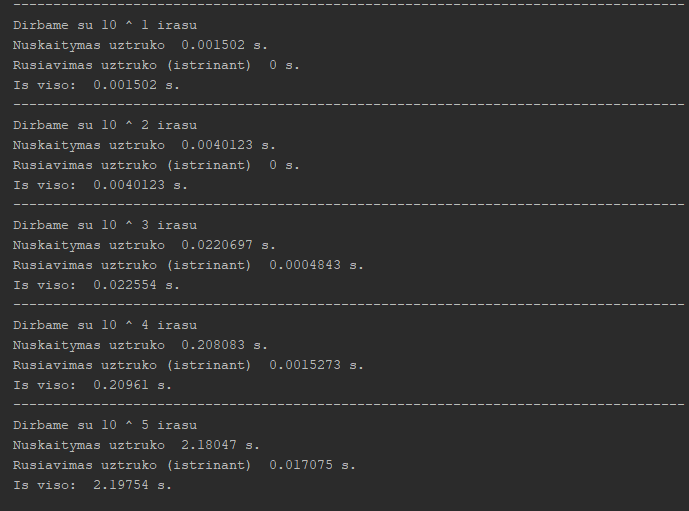 ------------------------------------------------------------------------------------
Dirbame su 10 ^ 1 irasu
Nuskaitymas uztruko  0.001502 s.
Rusiavimas uztruko (istrinant)  0 s.
Is viso:  0.001502 s.
------------------------------------------------------------------------------------
Dirbame su 10 ^ 2 irasu
Nuskaitymas uztruko  0.0040123 s.
Rusiavimas uztruko (istrinant)  0 s.
Is viso:  0.0040123 s.
------------------------------------------------------------------------------------
Dirbame su 10 ^ 3 irasu
Nuskaitymas uztruko  0.0220697 s.
Rusiavimas uztruko (istrinant)  0.0004843 s.
Is viso:  0.022554 s.
------------------------------------------------------------------------------------
Dirbame su 10 ^ 4 irasu
Nuskaitymas uztruko  0.208083 s.
Rusiavimas uztruko (istrinant)  0.0015273 s.
Is viso:  0.20961 s.
------------------------------------------------------------------------------------
Dirbame su 10 ^ 5 irasu
Nuskaitymas uztruko  2.18047 s.
Rusiavimas uztruko (istrinant)  0.017075 s.
Is viso:  2.19754 s.